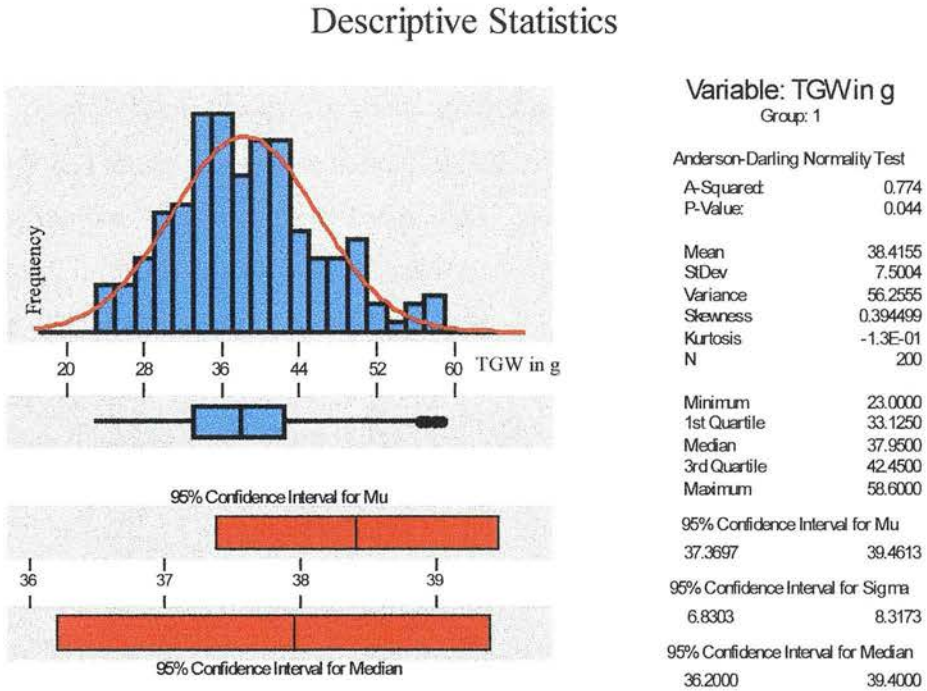 Descriptive Statistics
Frequency
20 28 36 44 52 60 TGW in g
95% Confidence Interval for Mu
36 37 38 39
95% Confidence Interval for Median
Variable: TGW in g
Group: 1
Anderson-Darling Normality Test
A-Squared: 0.774
P-Value: 0.044
Mean 38.4155
StDev 7.5004
Variance 56.2555
Skewness 0.394499
Kurtosis -1.3E-01
N 200
Minimum 23.0000
1st Quartile 33.1250
Median 37.9500
3rd Quartile 42.4500
Maximum 58.6000
95% Confidence Interval for Mu
37.3697 39.4613
95% Confidence Interval for Sigma
6.8303 8.3173
95% Confidence Interval for Median
36.2000 39.4000